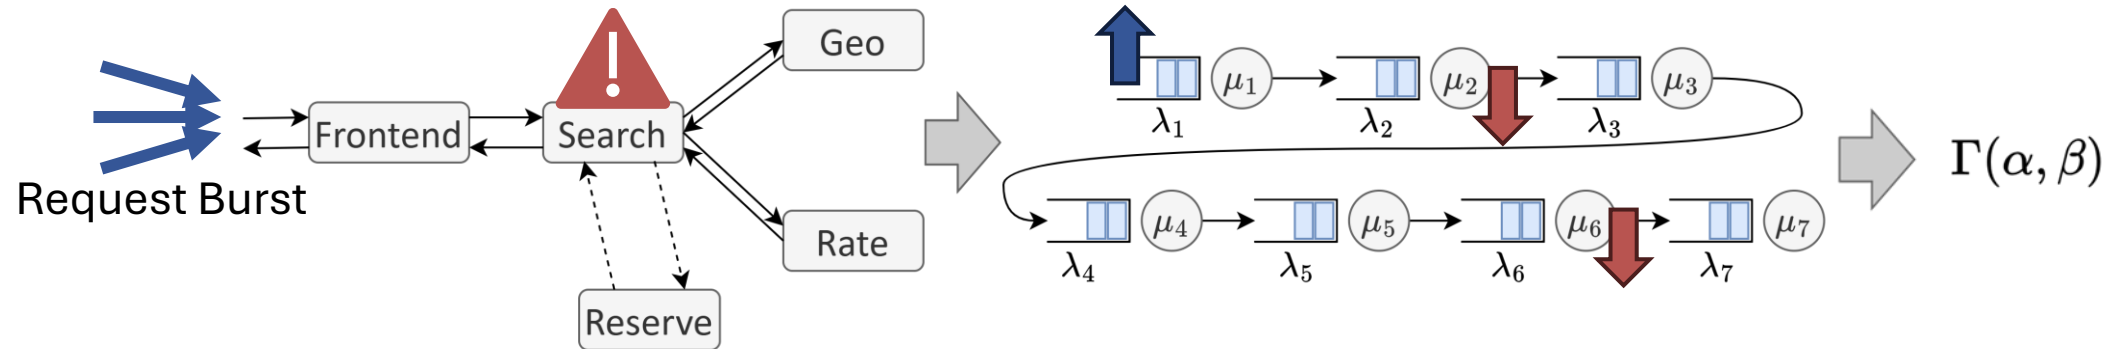 Request Burst
Frontend
!
Search
Geo
Rate
Reserve
λ₁ μ₁ λ₂ μ₂ λ₃ μ₃
λ₄ μ₄ λ₅ μ₅ λ₆ μ₆ λ₇ μ₇
Γ(α, β)